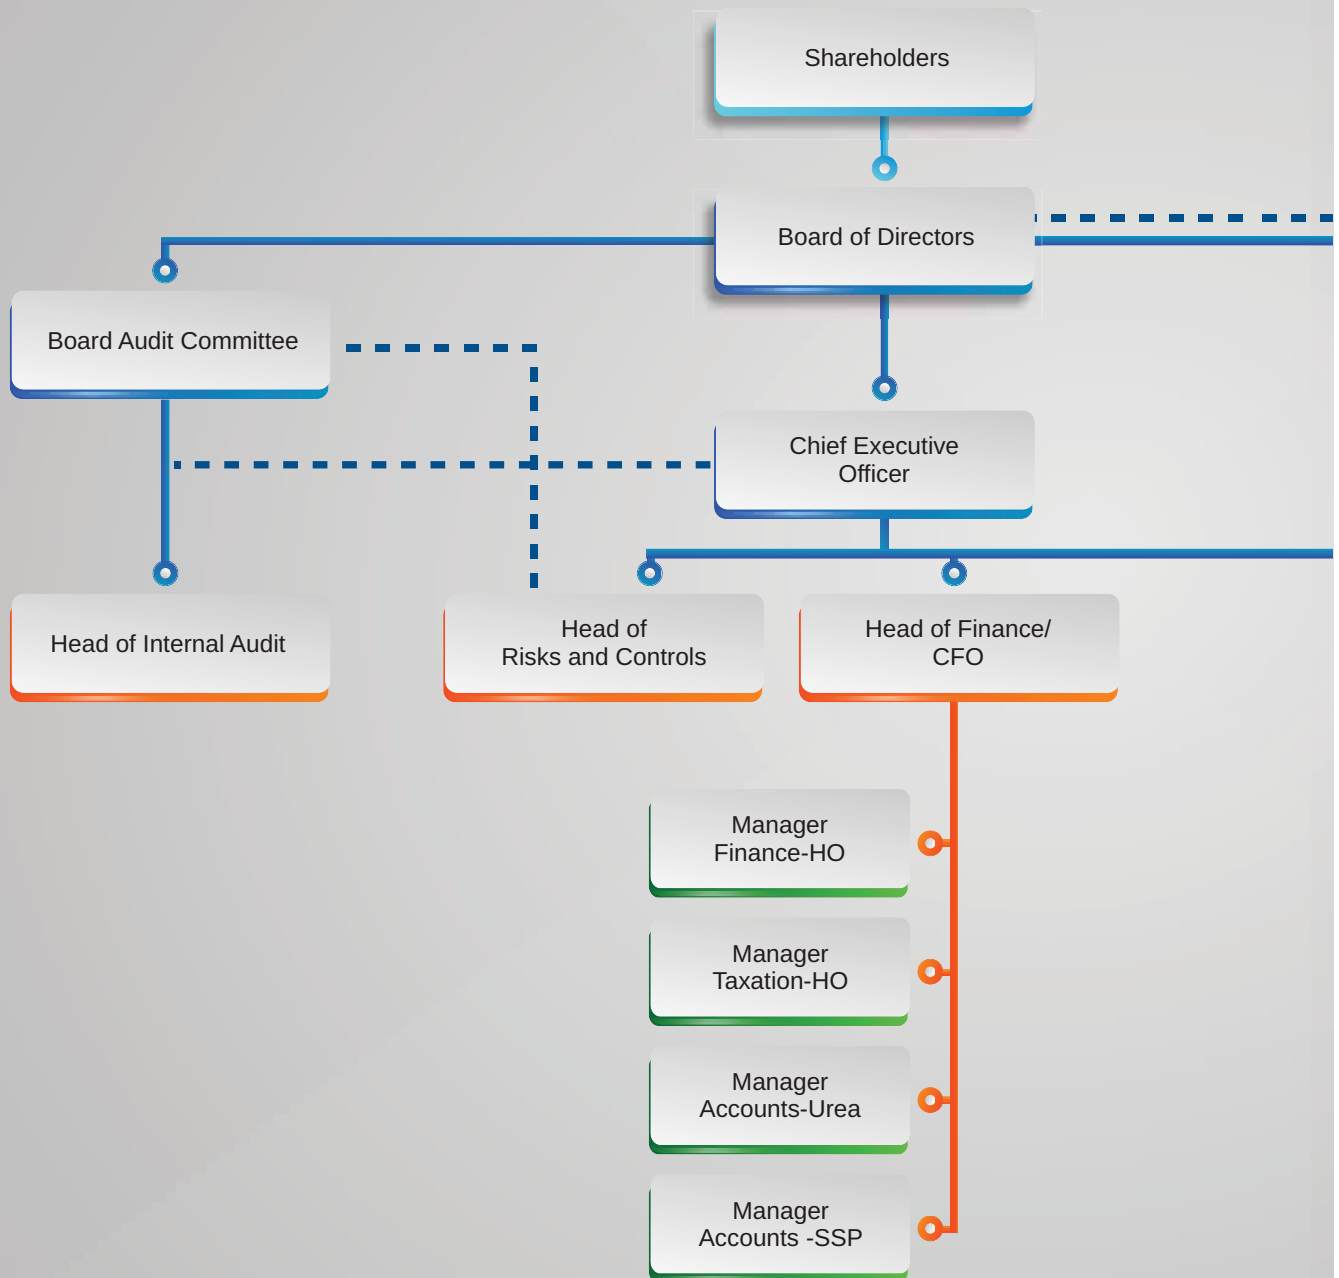 Shareholders
Board of Directors
Board Audit Committee
Chief Executive
Officer
Head of Internal Audit
Head of
Risks and Controls
Head of Finance/
CFO
Manager
Finance-HO
Manager
Taxation-HO
Manager
Accounts-Urea
Manager
Accounts -SSP